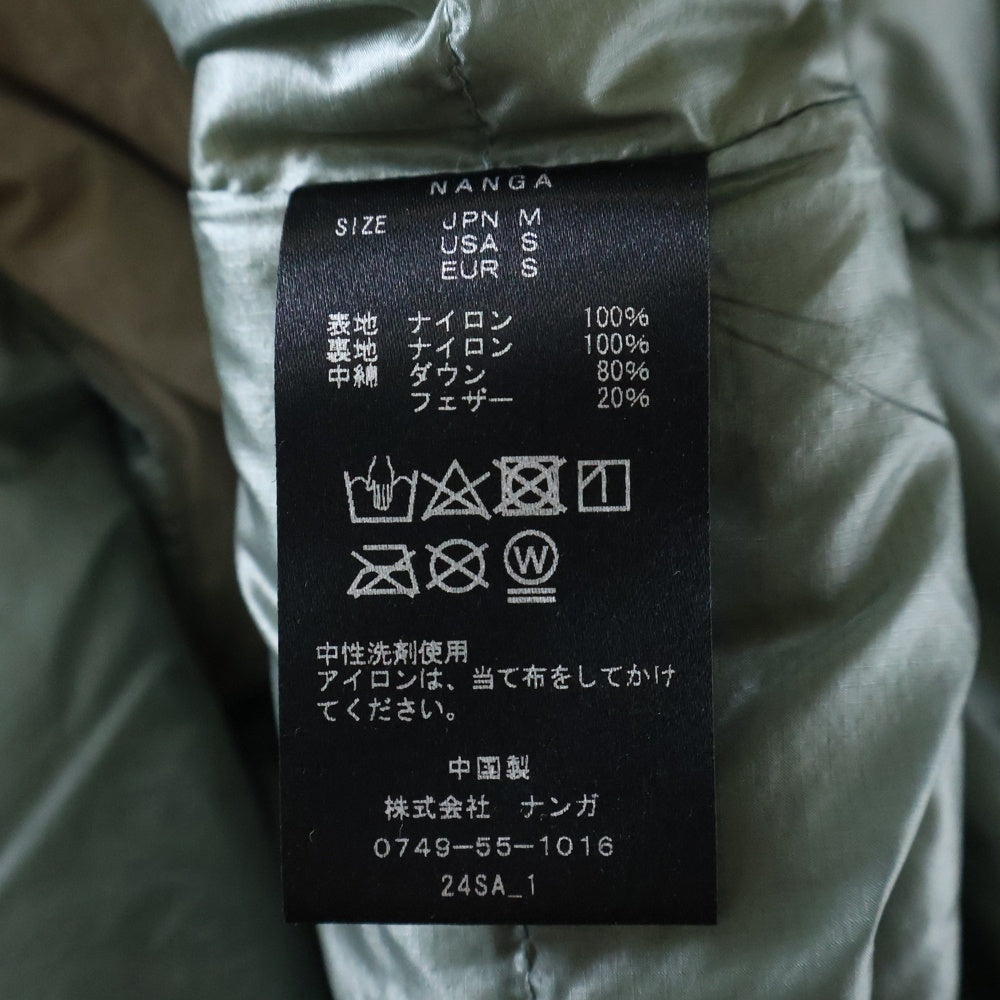 NANGA
SIZE JPN M
USA S
EUR S
表地 ナイロン 100%
裏地 ナイロン 100%
中綿 ダウン 80%
フェザー 20%
W
中性洗剤使用
アイロンは、当て布をしてかけ
てください。
中国製
株式会社 ナンガ
0749-55-1016
24SA_1